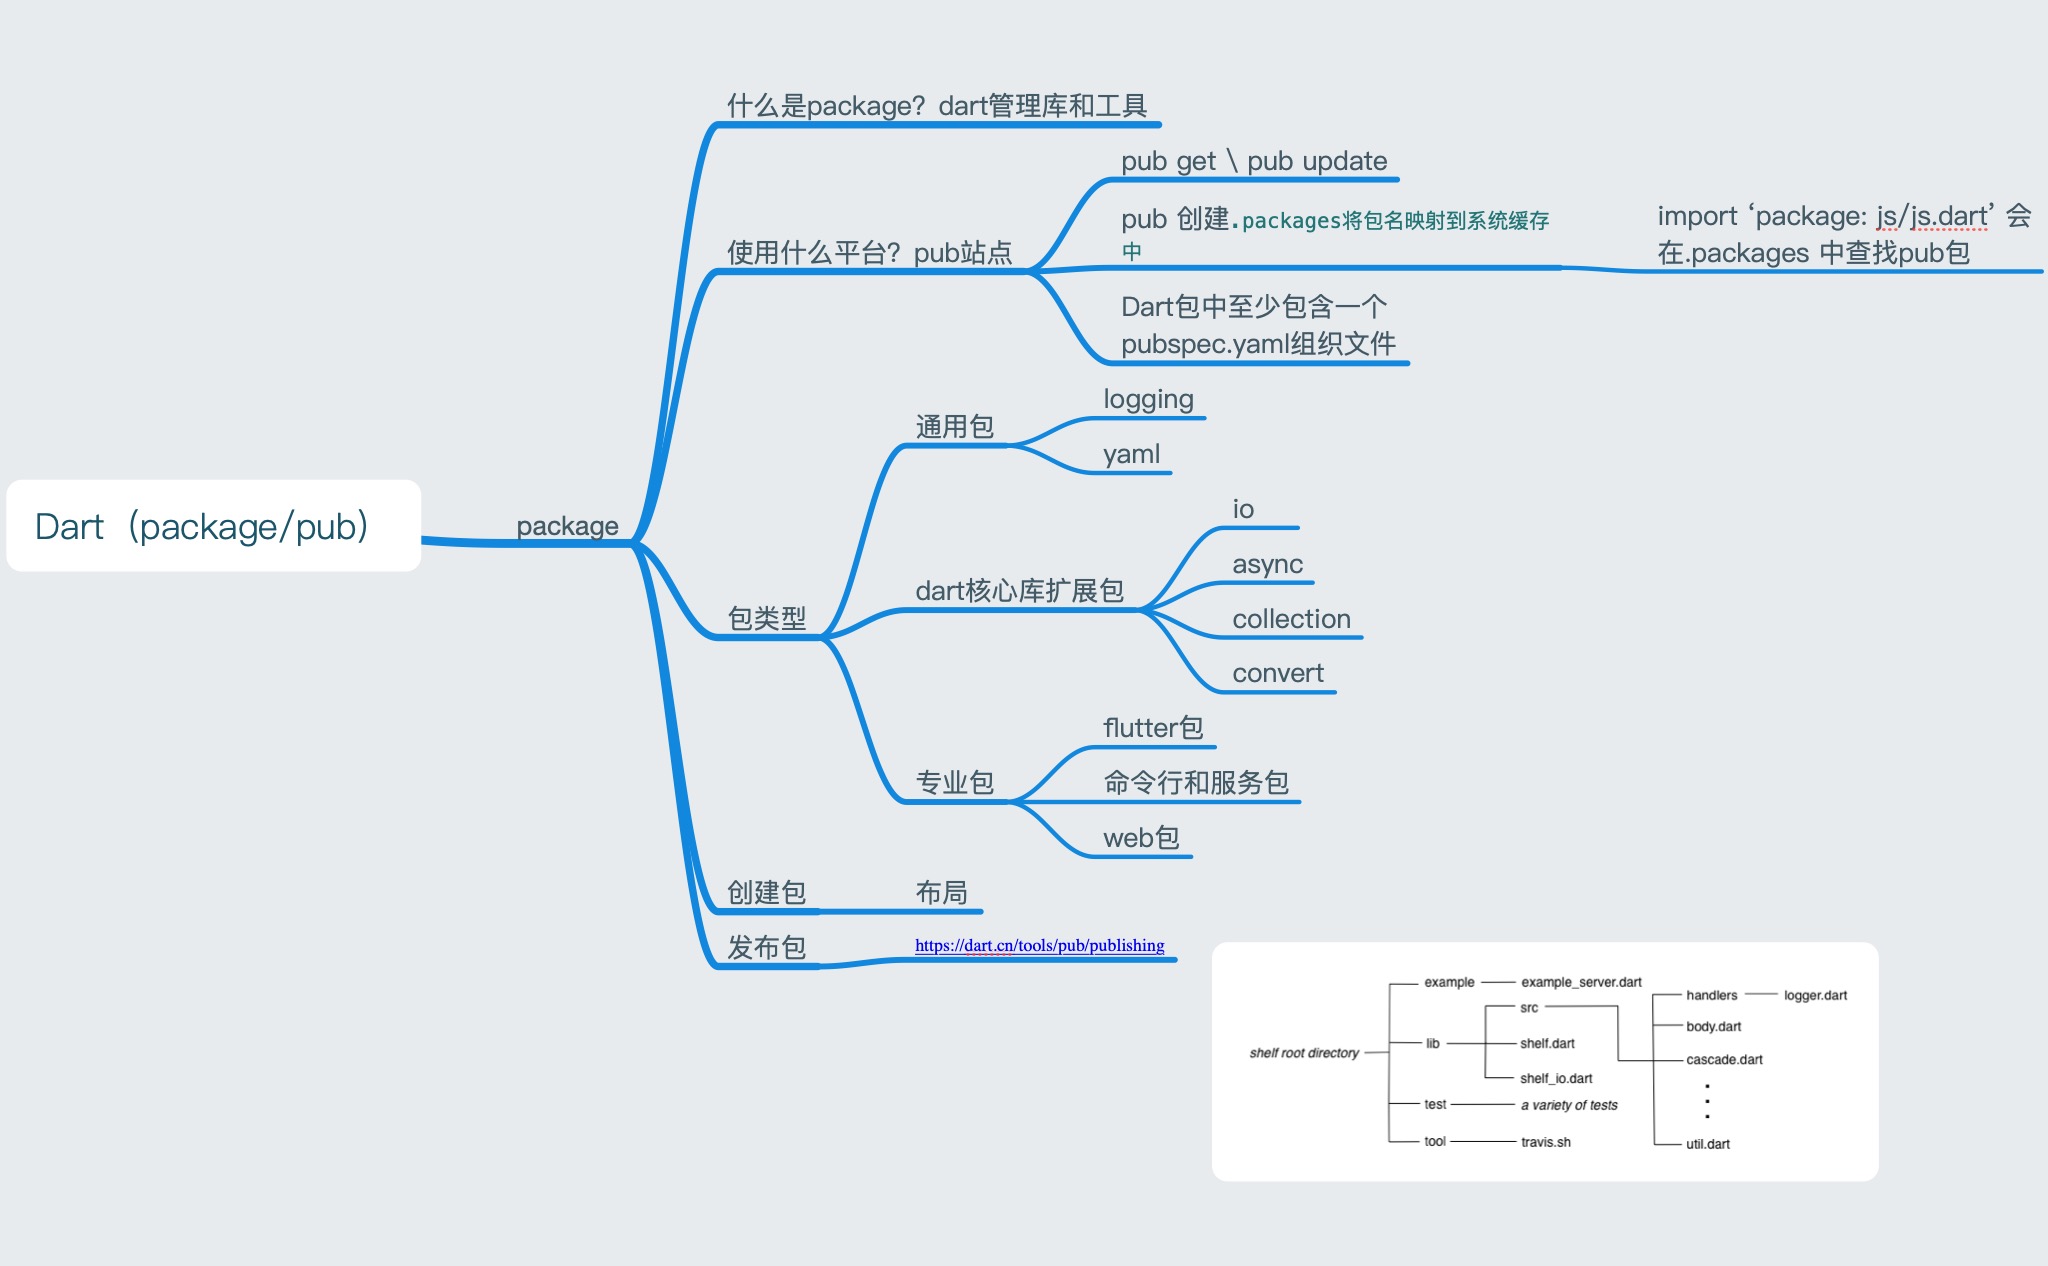 Dart（package/pub）
package
什么是package？dart管理库和工具
使用什么平台？pub站点
pub get \ pub update
pub 创建.packages将包名映射到系统缓存
中
import ‘package: js/js.dart’ 会
在.packages 中查找pub包
Dart包中至少包含一个
pubspec.yaml组织文件
包类型
通用包
logging
yaml
dart核心库扩展包
io
async
collection
convert
专业包
flutter包
命令行和服务包
web包
创建包
布局
发布包
https://dart.cn/tools/pub/publishing
shelf root directory
example
example_server.dart
lib
src
handlers
logger.dart
body.dart
cascade.dart
util.dart
shelf.dart
shelf_io.dart
test
a variety of tests
tool
travis.sh